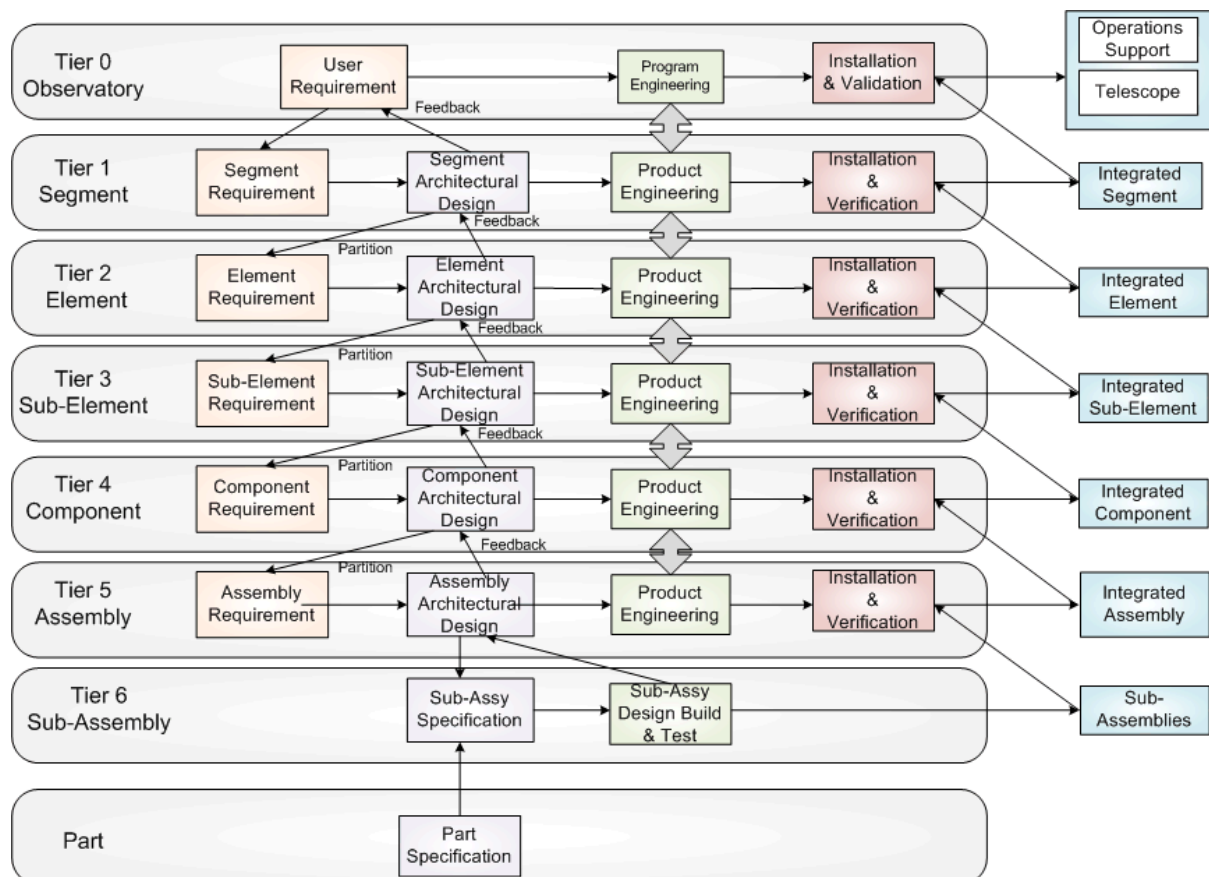 Tier 0
Observatory
User
Requirement
Program
Engineering
Installation
& Validation
Operations
Support
Telescope
Feedback
Tier 1
Segment
Segment
Requirement
Segment
Architectural
Design
Product
Engineering
Installation
&
Verification
Integrated
Segment
Feedback
Partition
Tier 2
Element
Element
Requirement
Element
Architectural
Design
Product
Engineering
Installation
&
Verification
Integrated
Element
Feedback
Partition
Tier 3
Sub-Element
Sub-Element
Requirement
Sub-Element
Architectural
Design
Product
Engineering
Installation
&
Verification
Integrated
Sub-Element
Feedback
Partition
Tier 4
Component
Component
Requirement
Component
Architectural
Design
Product
Engineering
Installation
&
Verification
Integrated
Component
Feedback
Partition
Tier 5
Assembly
Assembly
Requirement
Assembly
Architectural
Design
Product
Engineering
Installation
&
Verification
Integrated
Assembly
Tier 6
Sub-Assembly
Sub-Assy
Specification
Sub-Assy
Design Build
& Test
Sub-
Assemblies
Part
Part
Specification